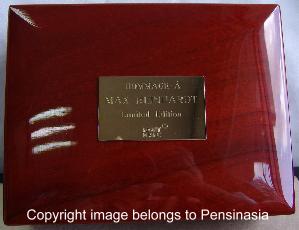 HOMMAGE À
MAX REINHARDT
Limited Edition
Copyright image belongs to Pensinasia